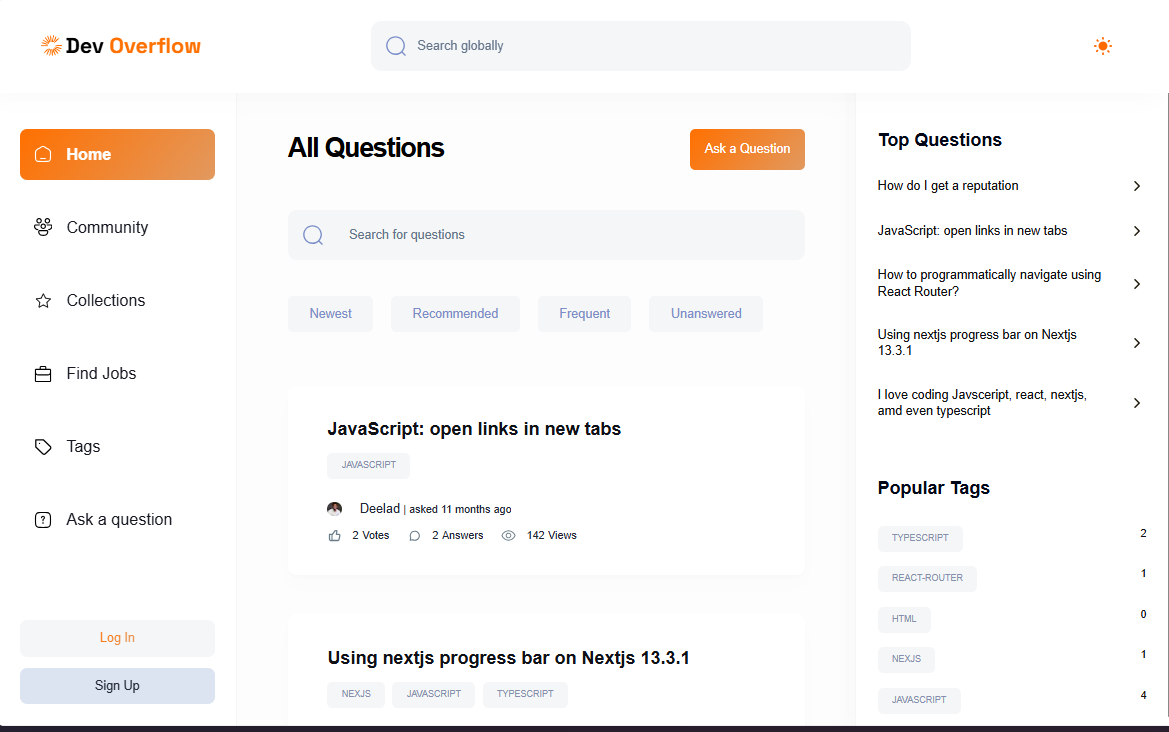 Dev Overflow
Search globally
Home
Community
Collections
Find Jobs
Tags
Ask a question
Log In
Sign Up
All Questions
Ask a Question
Search for questions
Newest
Recommended
Frequent
Unanswered
JavaScript: open links in new tabs
JAVASCRIPT
Deelad | asked 11 months ago
2 Votes
2 Answers
142 Views
Using nextjs progress bar on Nextjs 13.3.1
NEXJS
JAVASCRIPT
TYPESCRIPT
Top Questions
How do I get a reputation
JavaScript: open links in new tabs
How to programmatically navigate using
React Router?
Using nextjs progress bar on Nextjs
13.3.1
I love coding Javsceript, react, nextjs,
amd even typescript
Popular Tags
TYPESCRIPT 2
REACT-ROUTER 1
HTML 0
NEXJS 1
JAVASCRIPT 4